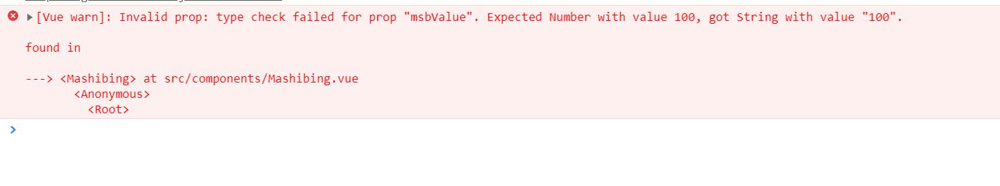 [Vue warn]: Invalid prop: type check failed for prop "msbValue". Expected Number with value 100, got String with value "100".
found in
---> <Mashibing> at src/components/Mashibing.vue
<Anonymous>
<Root>